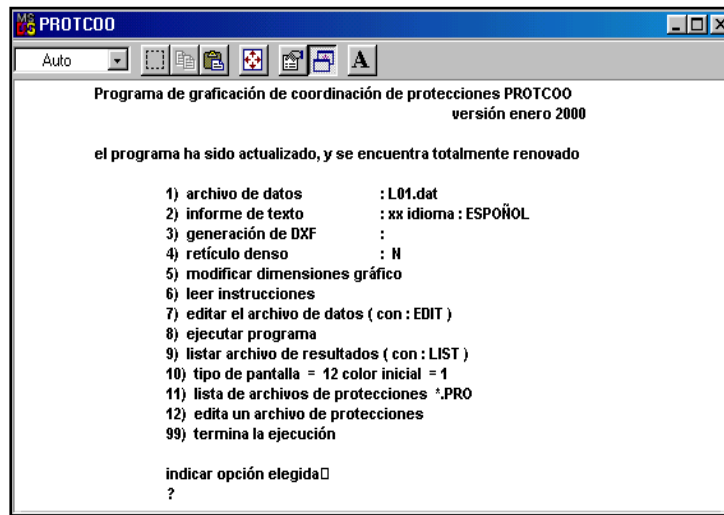 PROTCOO
Auto
A
Programa de graficación de coordinación de protecciones PROTCOO
versión enero 2000
el programa ha sido actualizado, y se encuentra totalmente renovado
1) archivo de datos : L01.dat
2) informe de texto : xx idioma : ESPOÑOL
3) generación de DXF :
4) retículo denso : N
5) modificar dimensiones gráfico
6) leer instrucciones
7) editar el archivo de datos ( con : EDIT )
8) ejecutar programa
9) listar archivo de resultados ( con : LIST )
10) tipo de pantalla = 12 color inicial = 1
11) lista de archivos de protecciones *.PRO
12) edita un archivo de protecciones
99) termina la ejecución
indicar opción elegida▯
?